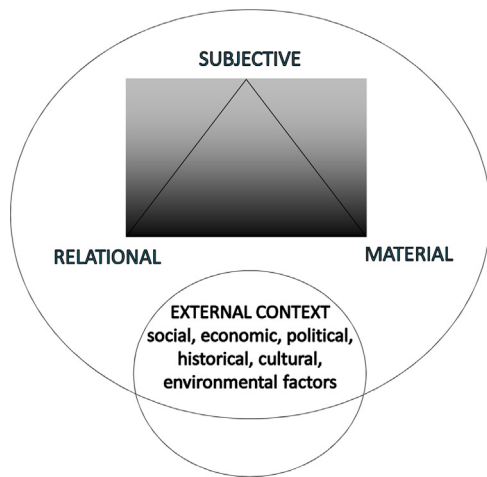 SUBJECTIVE
RELATIONAL
MATERIAL
EXTERNAL CONTEXT
social, economic, political,
historical, cultural,
environmental factors